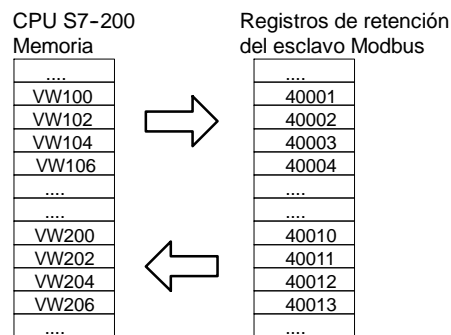 CPU S7-200
Memoria
Registros de retención
del esclavo Modbus
.... ....
VW100 40001
VW102 40002
VW104 40003
VW106 40004
.... ....
.... ....
VW200 40010
VW202 40011
VW204 40012
VW206 40013
.... ....